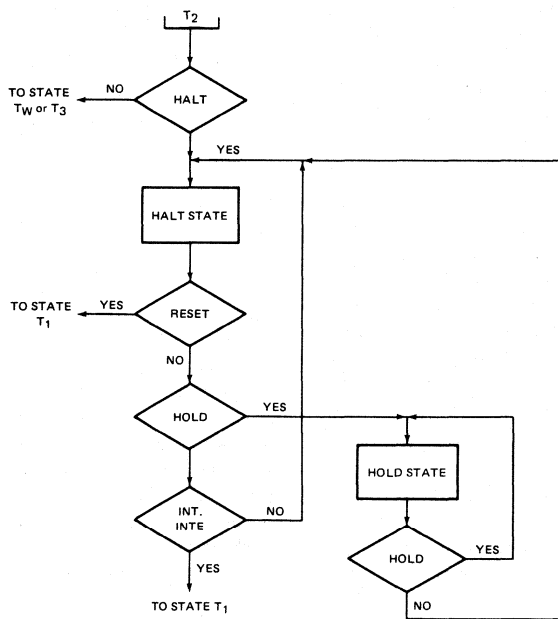 T2
HALT
NO
TO STATE
TW or T3
YES
HALT STATE
RESET
YES
TO STATE
T1
NO
HOLD
YES
HOLD STATE
INT.
INTE
NO
HOLD
YES
YES
NO
TO STATE T1